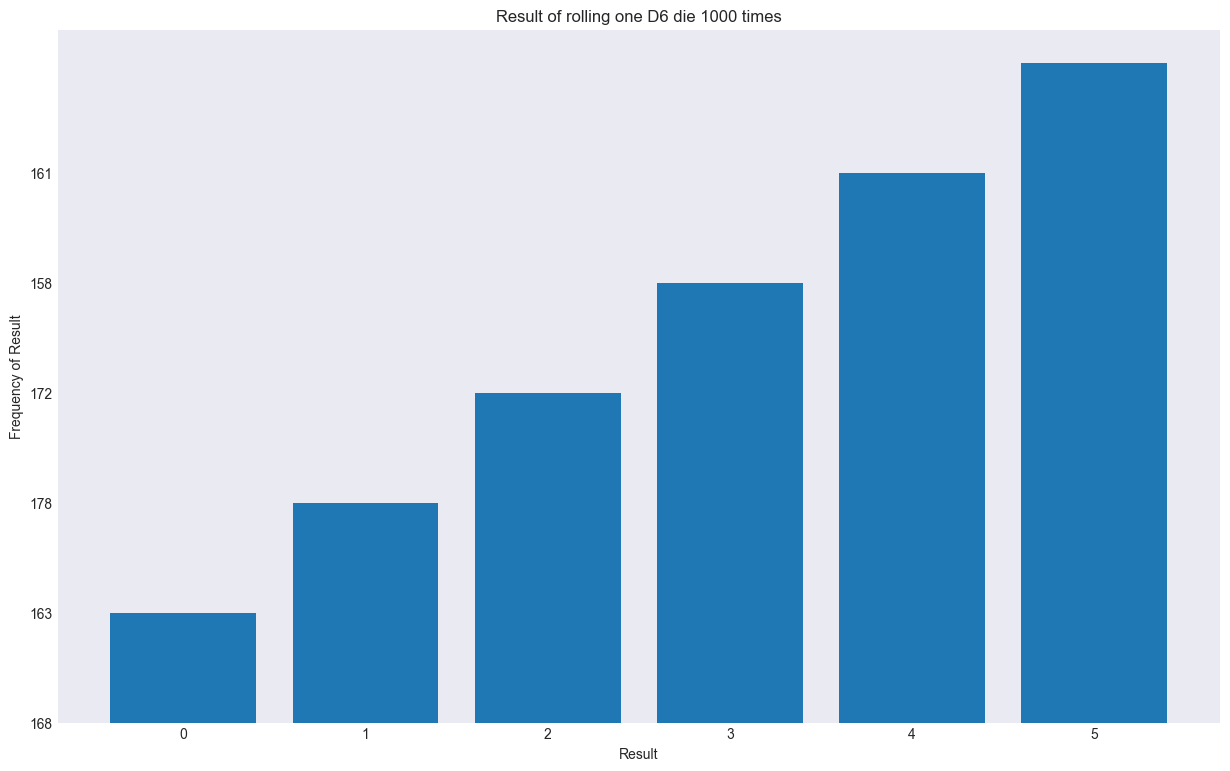 Result of rolling one D6 die 1000 times
Frequency of Result
161
158
172
178
163
168
0 1 2 3 4 5
Result